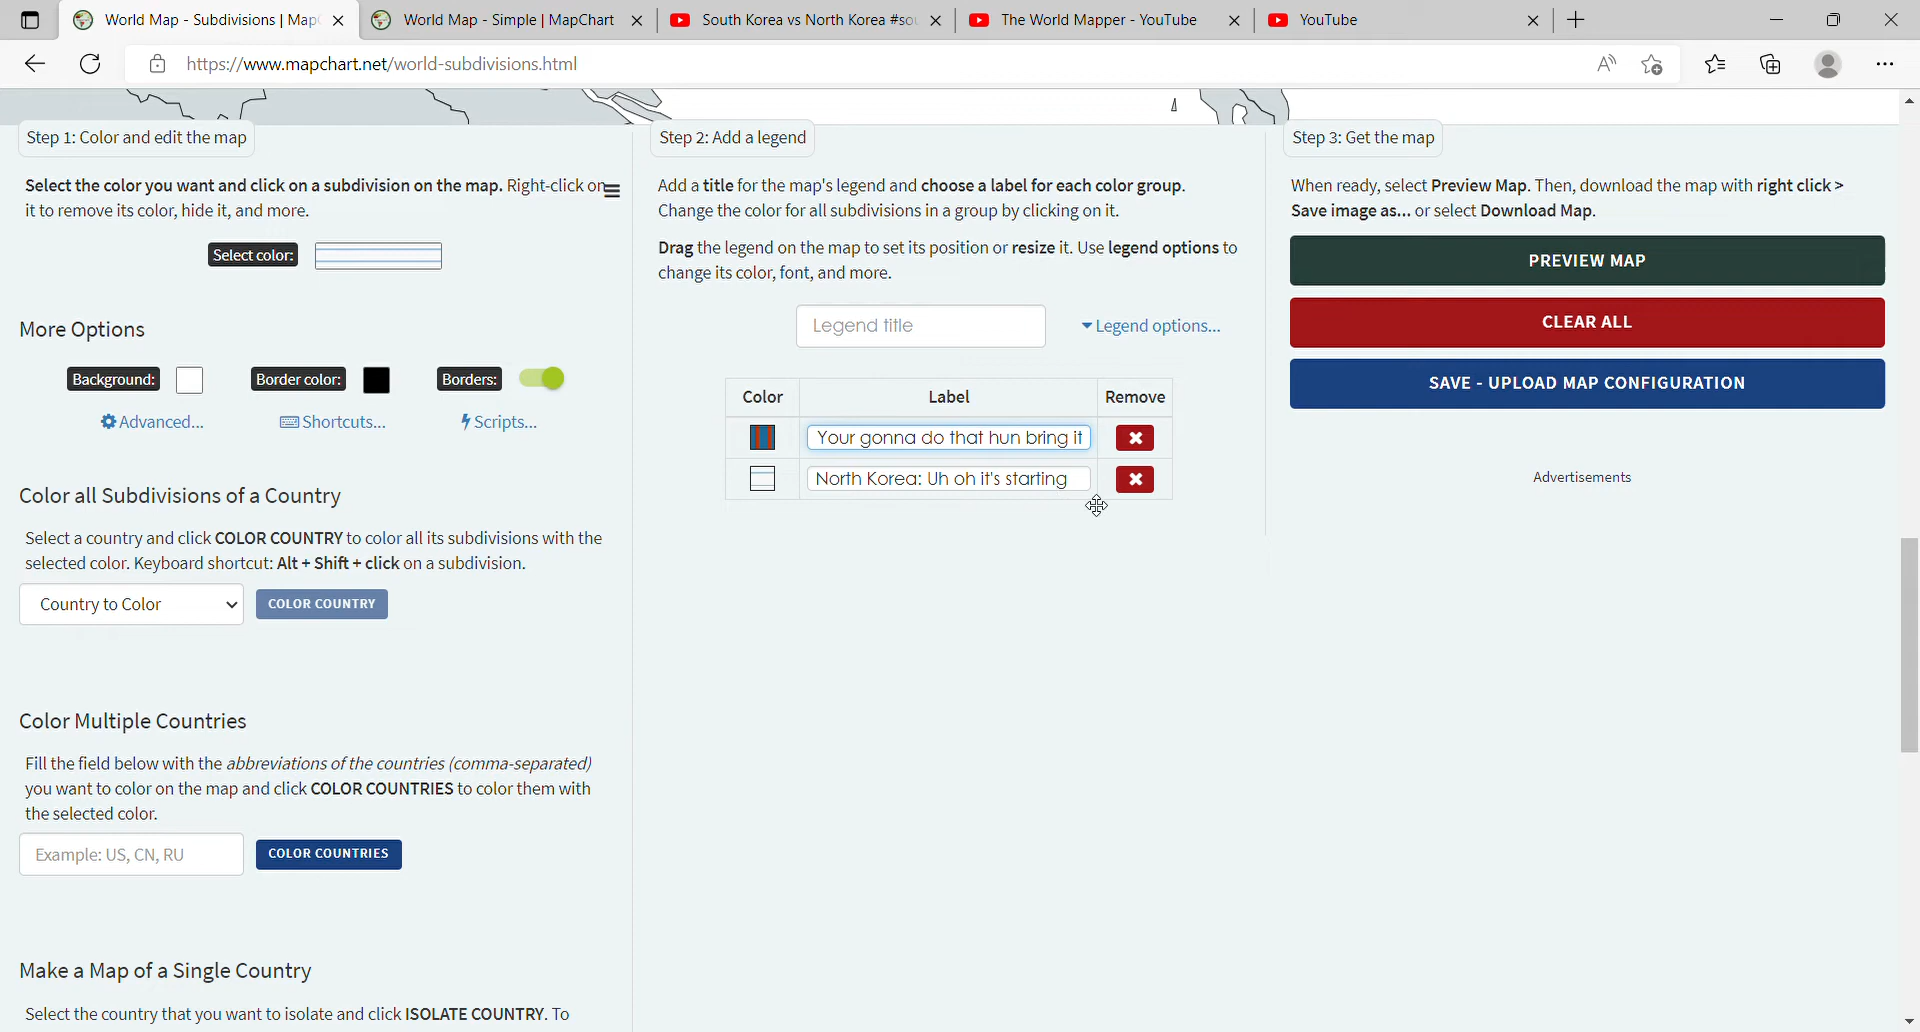 World Map - Subdivisions | Map
World Map - Simple | MapChart
South Korea vs North Korea #so
The World Mapper - YouTube
YouTube
https://www.mapchart.net/world-subdivisions.html
Step 1: Color and edit the map
Select the color you want and click on a subdivision on the map. Right-click on
it to remove its color, hide it, and more.
Select color:
More Options
Background:
Border color:
Borders:
Advanced...
Shortcuts...
Scripts...
Color all Subdivisions of a Country
Select a country and click COLOR COUNTRY to color all its subdivisions with the
selected color. Keyboard shortcut: Alt + Shift + click on a subdivision.
Country to Color
COLOR COUNTRY
Color Multiple Countries
Fill the field below with the abbreviations of the countries (comma-separated)
you want to color on the map and click COLOR COUNTRIES to color them with
the selected color.
Example: US, CN, RU
COLOR COUNTRIES
Make a Map of a Single Country
Select the country that you want to isolate and click ISOLATE COUNTRY. To
Step 2: Add a legend
Add a title for the map's legend and choose a label for each color group.
Change the color for all subdivisions in a group by clicking on it.
Drag the legend on the map to set its position or resize it. Use legend options to
change its color, font, and more.
Legend title
Legend options...
Color Label Remove
Your gonna do that hun bring it
North Korea: Uh oh it's starting
Step 3: Get the map
When ready, select Preview Map. Then, download the map with right click >
Save image as... or select Download Map.
PREVIEW MAP
CLEAR ALL
SAVE - UPLOAD MAP CONFIGURATION
Advertisements